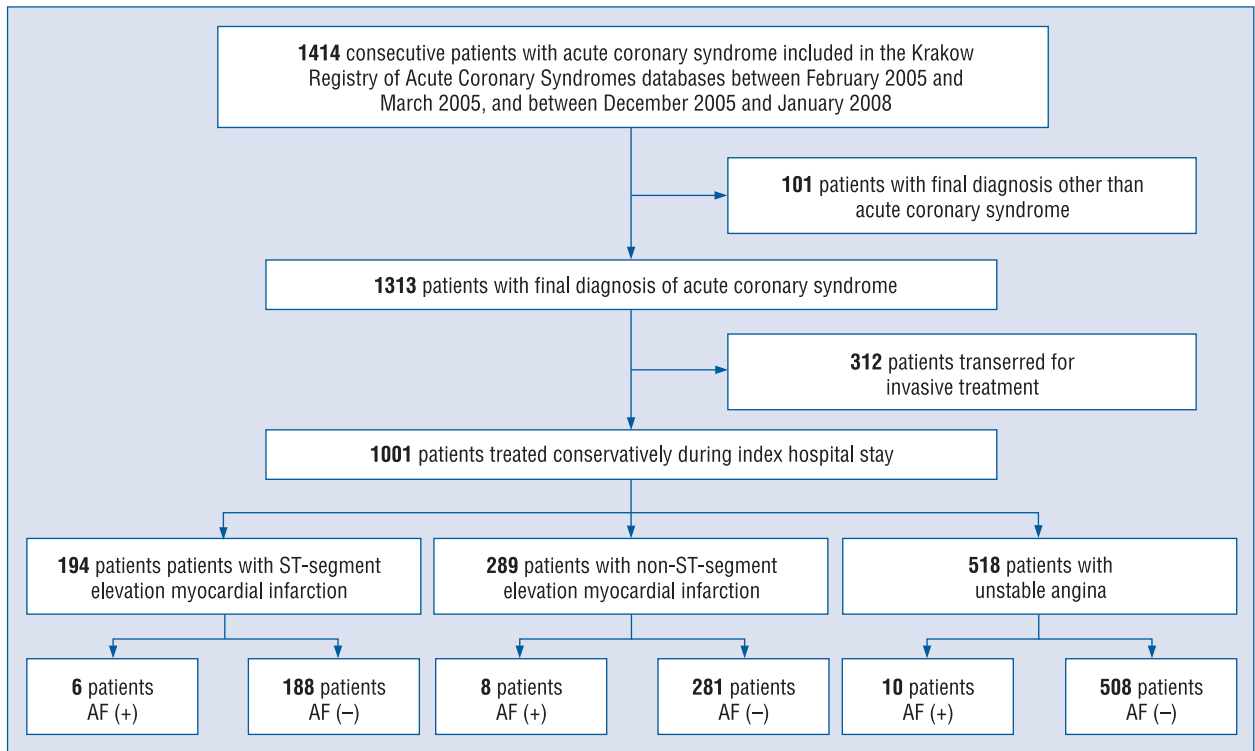 1414 consecutive patients with acute coronary syndrome included in the Krakow
Registry of Acute Coronary Syndromes databases between February 2005 and
March 2005, and between December 2005 and January 2008
101 patients with final diagnosis other than
acute coronary syndrome
1313 patients with final diagnosis of acute coronary syndrome
312 patients transerred for
invasive treatment
1001 patients treated conservatively during index hospital stay
194 patients patients with ST-segment
elevation myocardial infarction
289 patients with non-ST-segment
elevation myocardial infarction
518 patients with
unstable angina
6 patients
AF (+)
188 patients
AF (–)
8 patients
AF (+)
281 patients
AF (–)
10 patients
AF (+)
508 patients
AF (–)